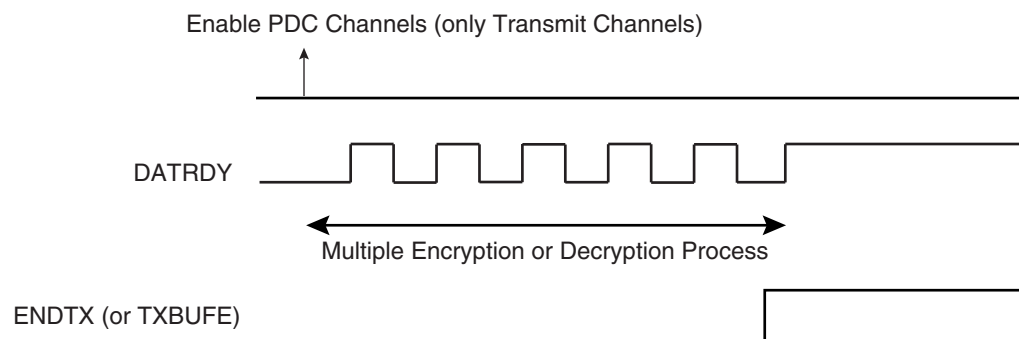 Enable PDC Channels (only Transmit Channels)
DATRDY
Multiple Encryption or Decryption Process
ENDTX (or TXBUFE)